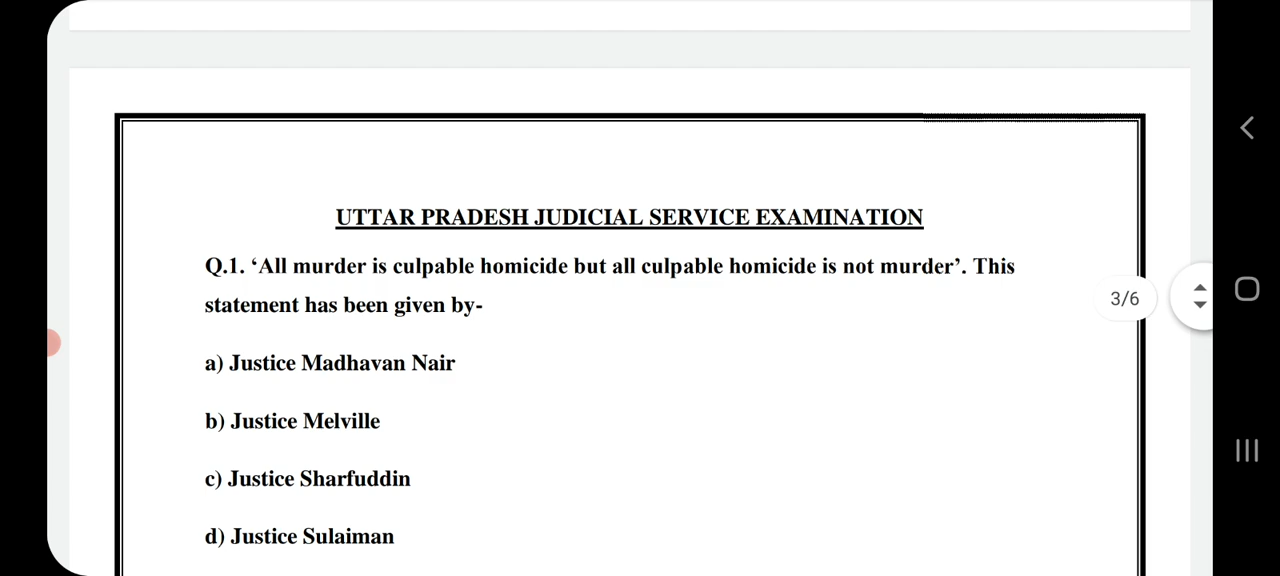 UTTAR PRADESH JUDICIAL SERVICE EXAMINATION
Q.1. ‘All murder is culpable homicide but all culpable homicide is not murder’. This
statement has been given by-
3/6
a) Justice Madhavan Nair
b) Justice Melville
c) Justice Sharfuddin
d) Justice Sulaiman